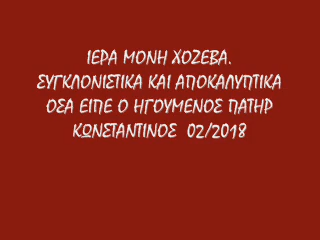 ΙΕΡΑ ΜΟΝΗ ΧΟΖΕΒΑ.
ΣΥΓΚΛΟΝΙΣΤΙΚΑ ΚΑΙ ΑΠΟΚΑΛΥΠΤΙΚΑ
ΟΣΑ ΕΙΠΕ Ο ΗΓΟΥΜΕΝΟΣ ΠΑΤΗΡ
ΚΩΝΣΤΑΝΤΙΝΟΣ 02/2018